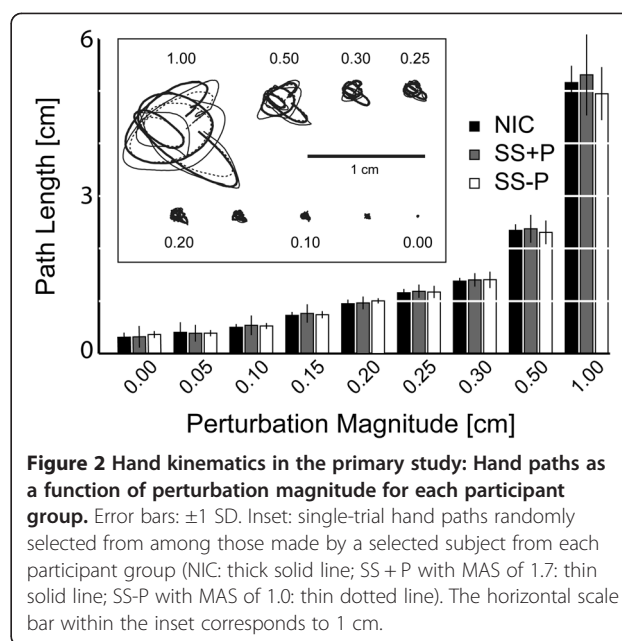 6
3
0
Path Length [cm]
1.00
0.50
0.30
0.25
1 cm
0.20
0.10
0.00
NIC
SS+P
SS-P
0.00
0.05
0.10
0.15
0.20
0.25
0.30
0.50
1.00
Perturbation Magnitude [cm]
Figure 2 Hand kinematics in the primary study: Hand paths as
a function of perturbation magnitude for each participant
group. Error bars: ±1 SD. Inset: single-trial hand paths randomly
selected from among those made by a selected subject from each
participant group (NIC: thick solid line; SS + P with MAS of 1.7: thin
solid line; SS-P with MAS of 1.0: thin dotted line). The horizontal scale
bar within the inset corresponds to 1 cm.